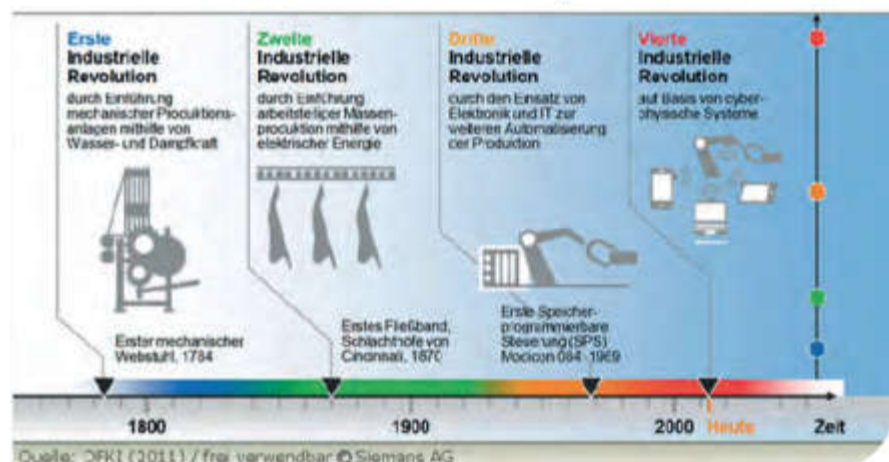 Erste
Industrielle
Revolution
durch Einführung
mechanischer Produktions-
anlagen mithilfe von
Wasser- und Dampfkraft
Erster mechanischer
Webstuhl, 1784
Zweite
Industrielle
Revolution
durch Einführung
arbeitsteiliger Massen-
produktion mithilfe von
elektrischer Energie
Erstes Fließband,
Schlachthöfe von
Cincinnati, 1870
Dritte
Industrielle
Revolution
durch den Einsatz von
Elektronik und IT zur
weiteren Automatisierung
der Produktion
Erste Speicher-
programmierbare
Steuerung (SPS)
Modicon 084 - 1969
Vierte
Industrielle
Revolution
auf Basis von cyber-
physische Systeme
1800
1900
2000
Heute
Zeit
Quelle: DFKI (2011) / frei verwendbar © Siemens AG